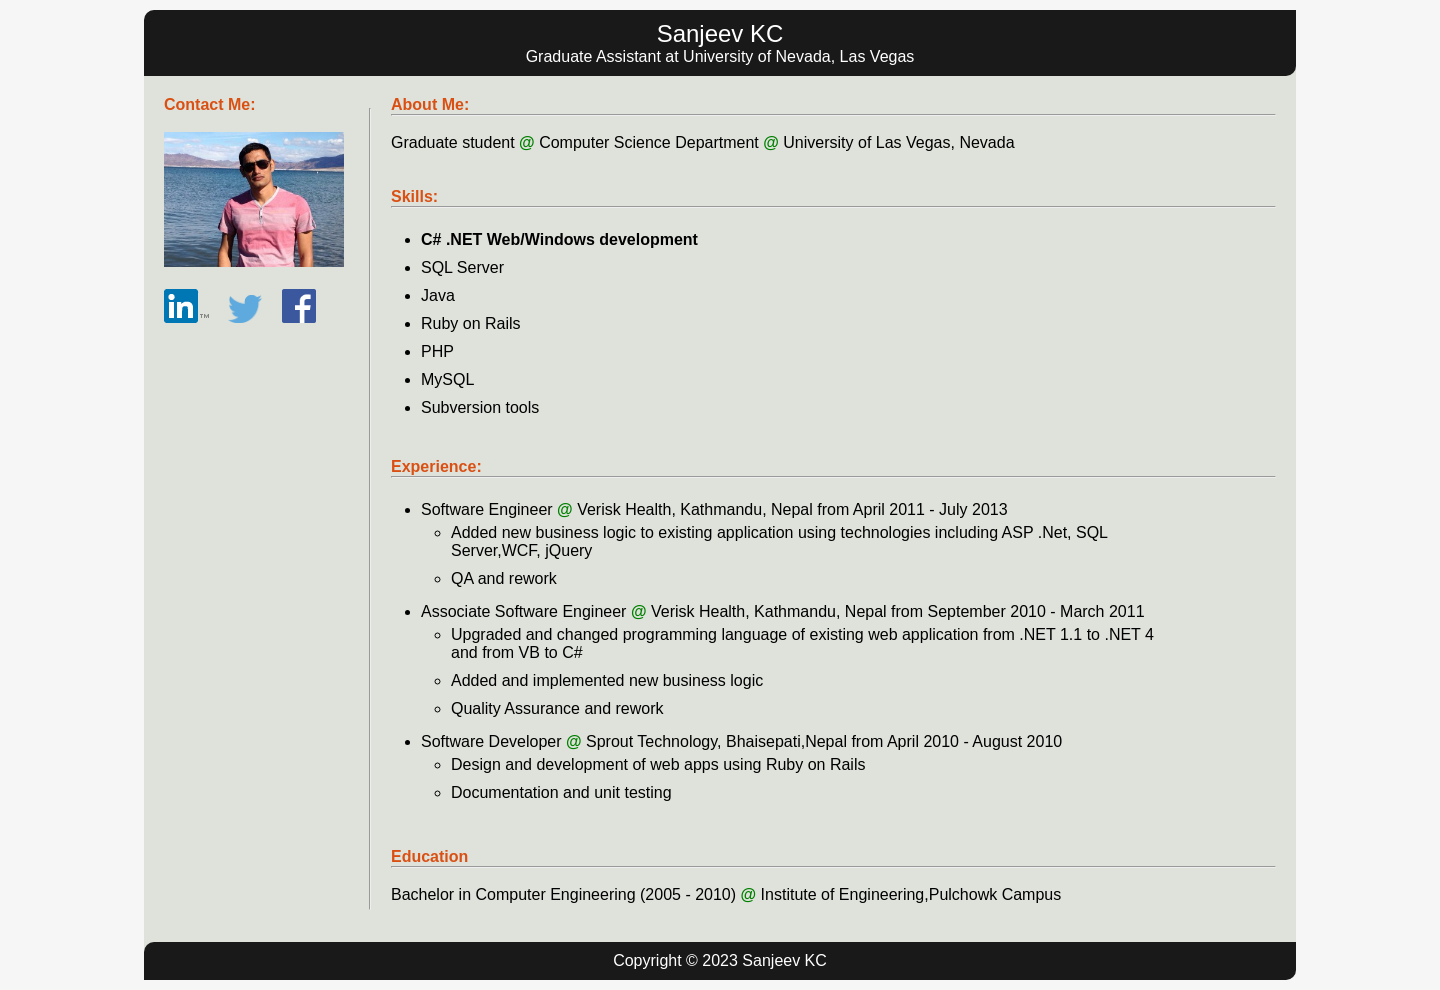 Sanjeev KC
Graduate Assistant at University of Nevada, Las Vegas
Contact Me:
in ™
f
About Me:
Graduate student @ Computer Science Department @ University of Las Vegas, Nevada
Skills:
• C# .NET Web/Windows development
• SQL Server
• Java
• Ruby on Rails
• PHP
• MySQL
• Subversion tools
Experience:
• Software Engineer @ Verisk Health, Kathmandu, Nepal from April 2011 - July 2013
◦ Added new business logic to existing application using technologies including ASP .Net, SQL
Server,WCF, jQuery
◦ QA and rework
• Associate Software Engineer @ Verisk Health, Kathmandu, Nepal from September 2010 - March 2011
◦ Upgraded and changed programming language of existing web application from .NET 1.1 to .NET 4
and from VB to C#
◦ Added and implemented new business logic
◦ Quality Assurance and rework
• Software Developer @ Sprout Technology, Bhaisepati,Nepal from April 2010 - August 2010
◦ Design and development of web apps using Ruby on Rails
◦ Documentation and unit testing
Education
Bachelor in Computer Engineering (2005 - 2010) @ Institute of Engineering,Pulchowk Campus
Copyright © 2023 Sanjeev KC